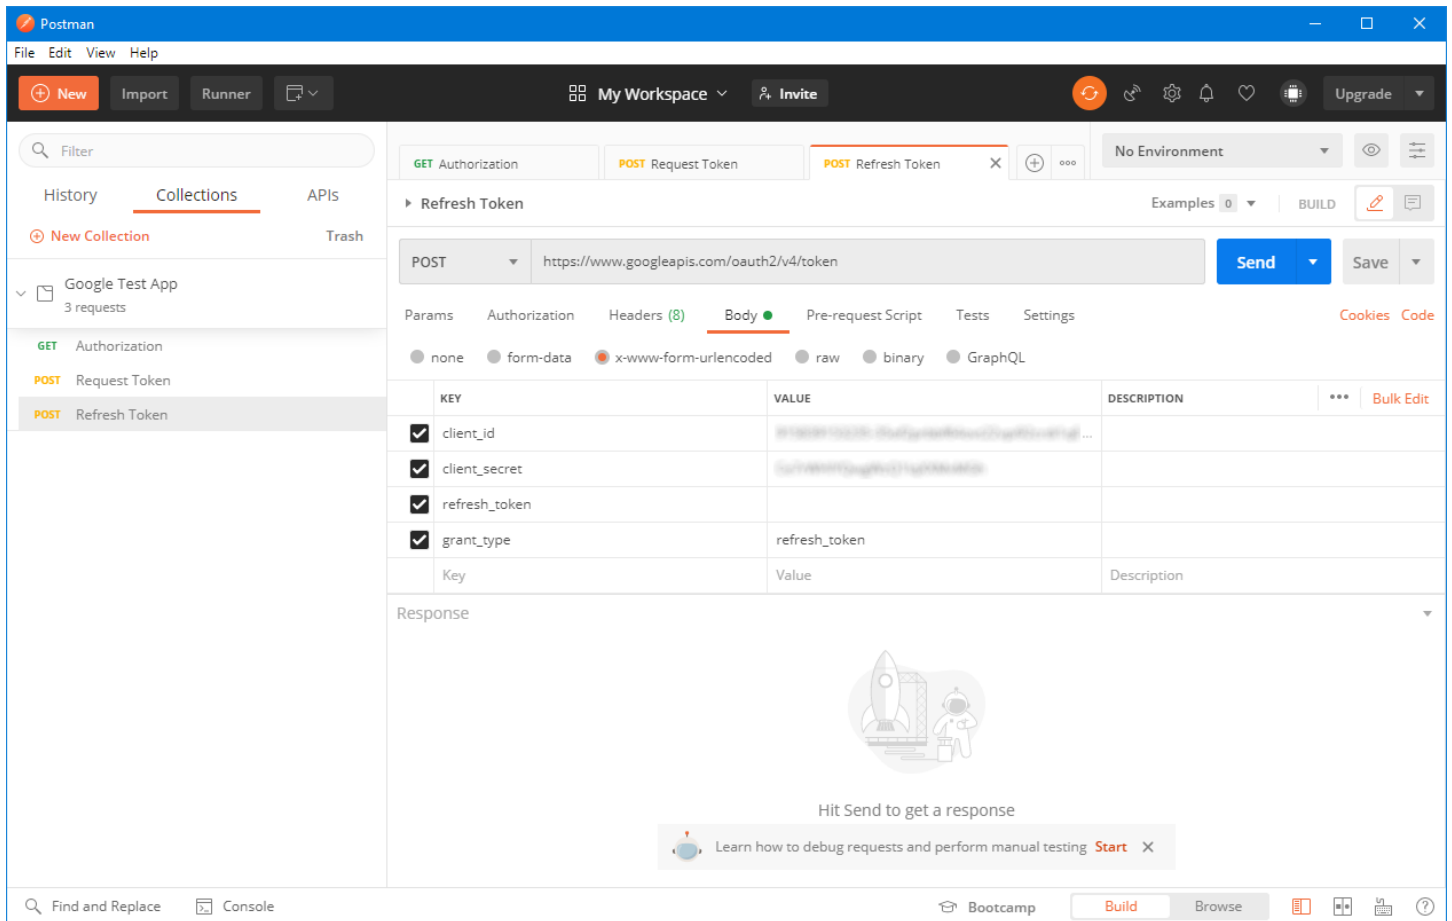 Postman
File Edit View Help
New Import Runner My Workspace Invite Upgrade
Filter
History Collections APIs
New Collection Trash
Google Test App
3 requests
GET Authorization
POST Request Token
POST Refresh Token
GET Authorization POST Request Token POST Refresh Token No Environment
Refresh Token Examples 0 BUILD
POST https://www.googleapis.com/oauth2/v4/token Send Save
Params Authorization Headers (8) Body Pre-request Script Tests Settings Cookies Code
none form-data x-www-form-urlencoded raw binary GraphQL
KEY VALUE DESCRIPTION Bulk Edit
client_id ...
client_secret
refresh_token
grant_type refresh_token
Key Value Description
Response
Hit Send to get a response
Learn how to debug requests and perform manual testing Start
Find and Replace Console Bootcamp Build Browse